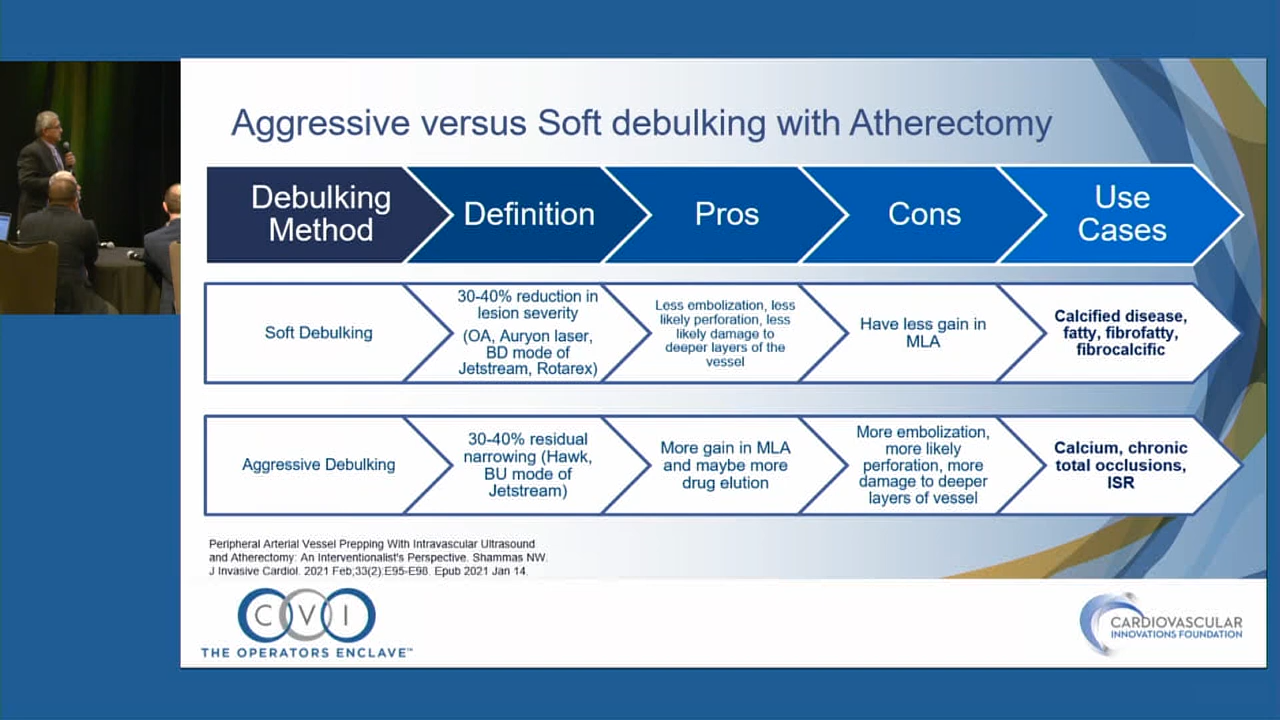 Aggressive versus Soft debulking with Atherectomy
Debulking
Method
Definition
Pros
Cons
Use
Cases
Soft Debulking
30-40% reduction in
lesion severity
(OA, Auryon laser,
BD mode of
Jetstream, Rotarex)
Less embolization, less
likely perforation, less
likely damage to
deeper layers of the
vessel
Have less gain in
MLA
Calcified disease,
fatty, fibrofatty,
fibrocalcific
Aggressive Debulking
30-40% residual
narrowing (Hawk,
BU mode of
Jetstream)
More gain in MLA
and maybe more
drug elution
More embolization,
more likely
perforation, more
damage to deeper
layers of vessel
Calcium, chronic
total occlusions,
ISR
Peripheral Arterial Vessel Prepping With Intravascular Ultrasound
and Atherectomy: An Interventionalist's Perspective. Shammas NW.
J Invasive Cardiol. 2021 Feb;33(2):E95-E98. Epub 2021 Jan 14.
CVI
THE OPERATORS ENCLAVE™
CARDIOVASCULAR
INNOVATIONS FOUNDATION